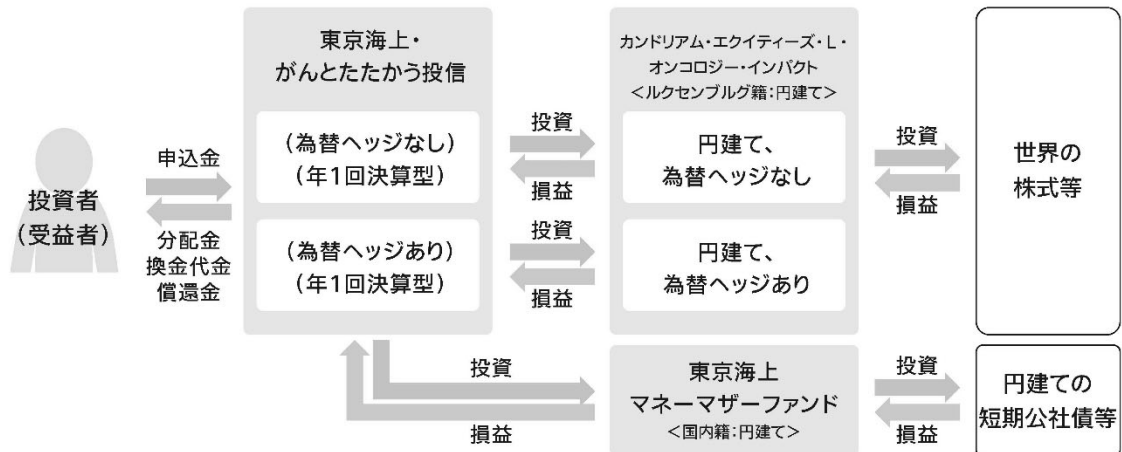 投資者
(受益者)
申込金
分配金
換金代金
償還金
東京海上・
がんとたたかう投信
(為替ヘッジなし)
(年1回決算型)
(為替ヘッジあり)
(年1回決算型)
投資
損益
投資
損益
カンドリアム・エクイティーズ・L・
オンコロジー・インパクト
<ルクセンブルグ籍:円建て>
円建て、
為替ヘッジなし
円建て、
為替ヘッジあり
投資
損益
世界の
株式等
投資
損益
東京海上
マネーマザーファンド
<国内籍:円建て>
投資
損益
円建ての
短期公社債等